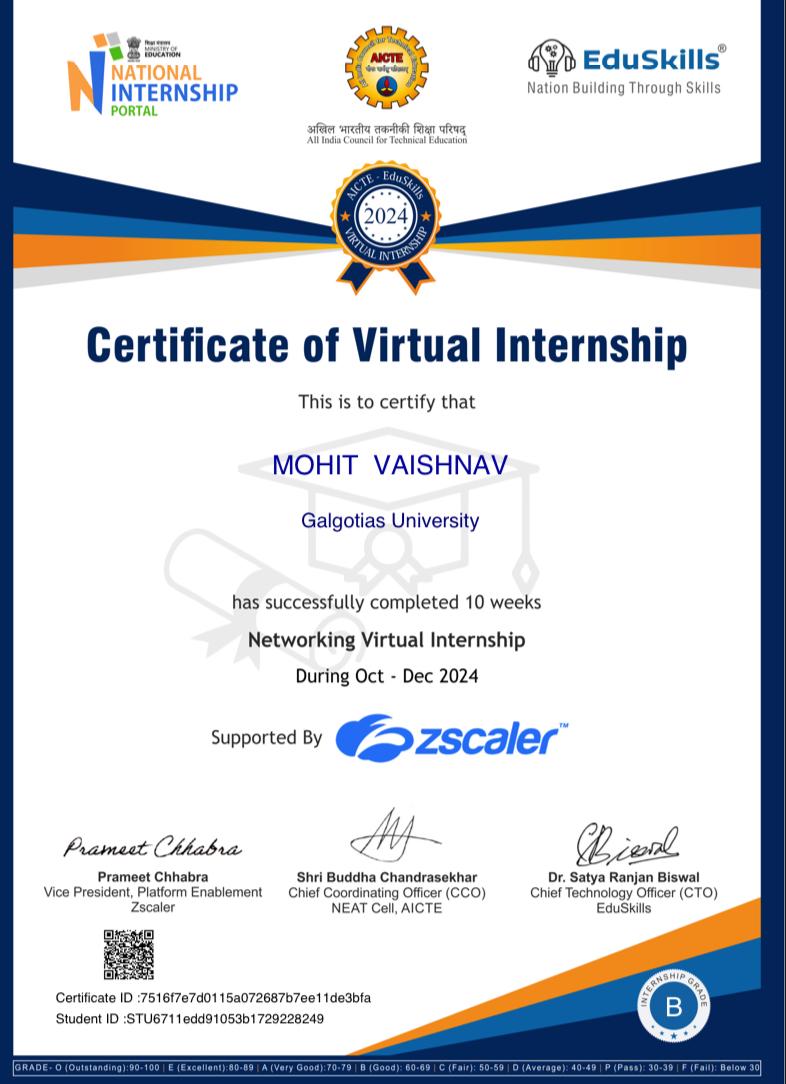 शिक्षा मंत्रालय
MINISTRY OF
EDUCATION
NATIONAL
INTERNSHIP
PORTAL
AICTE
अखिल भारतीय तकनीकी शिक्षा परिषद्
All India Council for Technical Education
EduSkills®
Nation Building Through Skills
AICTE - EduSkills
2024
VIRTUAL INTERNSHIP
Certificate of Virtual Internship
This is to certify that
MOHIT VAISHNAV
Galgotias University
has successfully completed 10 weeks
Networking Virtual Internship
During Oct - Dec 2024
Supported By zscaler™
Prameet Chhabra
Prameet Chhabra
Vice President, Platform Enablement
Zscaler
Shri Buddha Chandrasekhar
Chief Coordinating Officer (CCO)
NEAT Cell, AICTE
Dr. Satya Ranjan Biswal
Chief Technology Officer (CTO)
EduSkills
Certificate ID :7516f7e7d0115a072687b7ee11de3bfa
Student ID :STU6711edd91053b1729228249
INTERNSHIP GRADE
B
GRADE- O (Outstanding):90-100 | E (Excellent):80-89 | A (Very Good):70-79 | B (Good): 60-69 | C (Fair): 50-59 | D (Average): 40-49 | P (Pass): 30-39 | F (Fail): Below 30